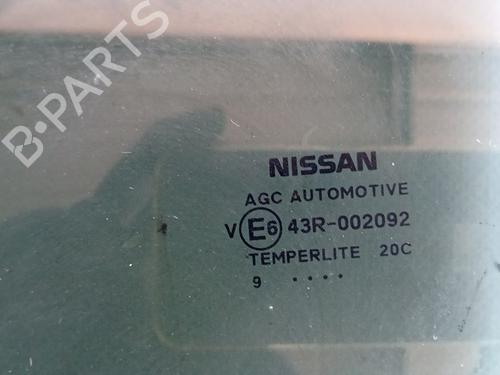 B-PARTS
NISSAN
AGC AUTOMOTIVE
V E6 43R-002092
TEMPERLITE 20C
9 ....